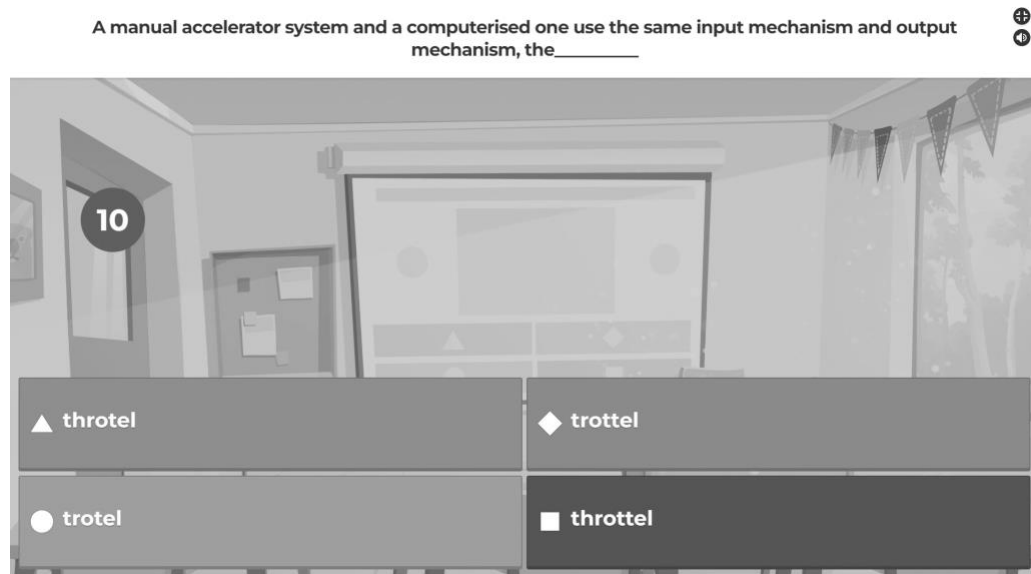 A manual accelerator system and a computerised one use the same input mechanism and output
mechanism, the__________
10
throtel
trottel
trotel
throttel